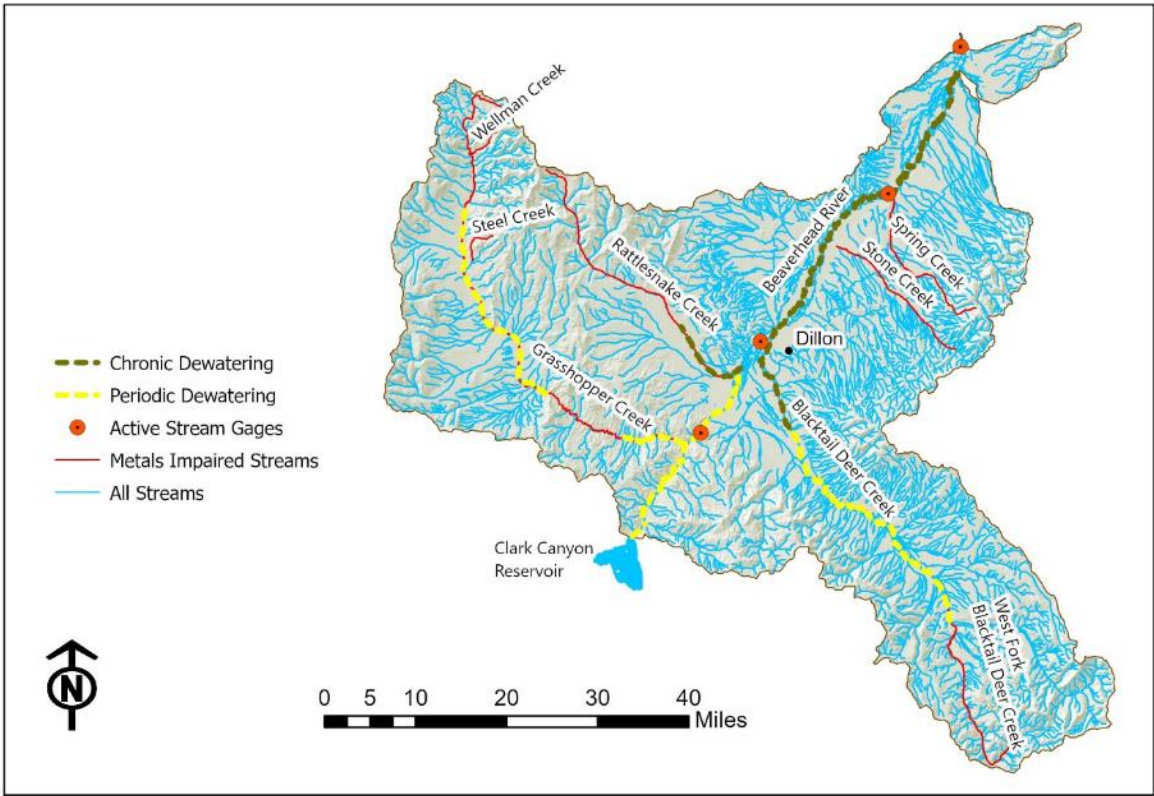 Wellman Creek
Steel Creek
Rattlesnake Creek
Beaverhead River
Spring Creek
Stone Creek
Dillon
Grasshopper Creek
Blacktail Deer Creek
Chronic Dewatering
Periodic Dewatering
Active Stream Gages
Metals Impaired Streams
All Streams
Clark Canyon
Reservoir
West Fork
Blacktail Deer Creek
N
0 5 10 20 30 40
Miles